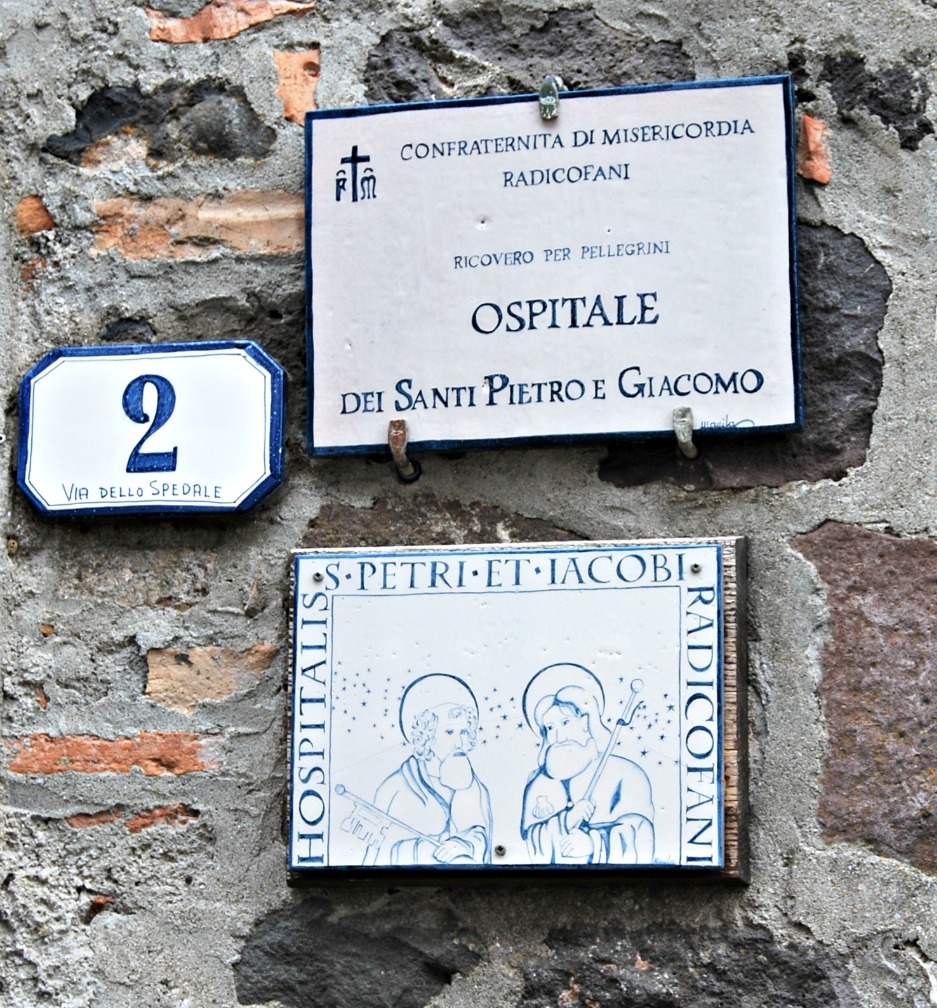 CONFRATERNITA DI MISERICORDIA
RADICOFANI
RICOVERO PER PELLEGRINI
OSPITALE
DEI SANTI PIETRO E GIACOMO
2
VIA DELLO SPEDALE
HOSPITALIS
S·PETRI·ET·IACOBI
RADICOFANI